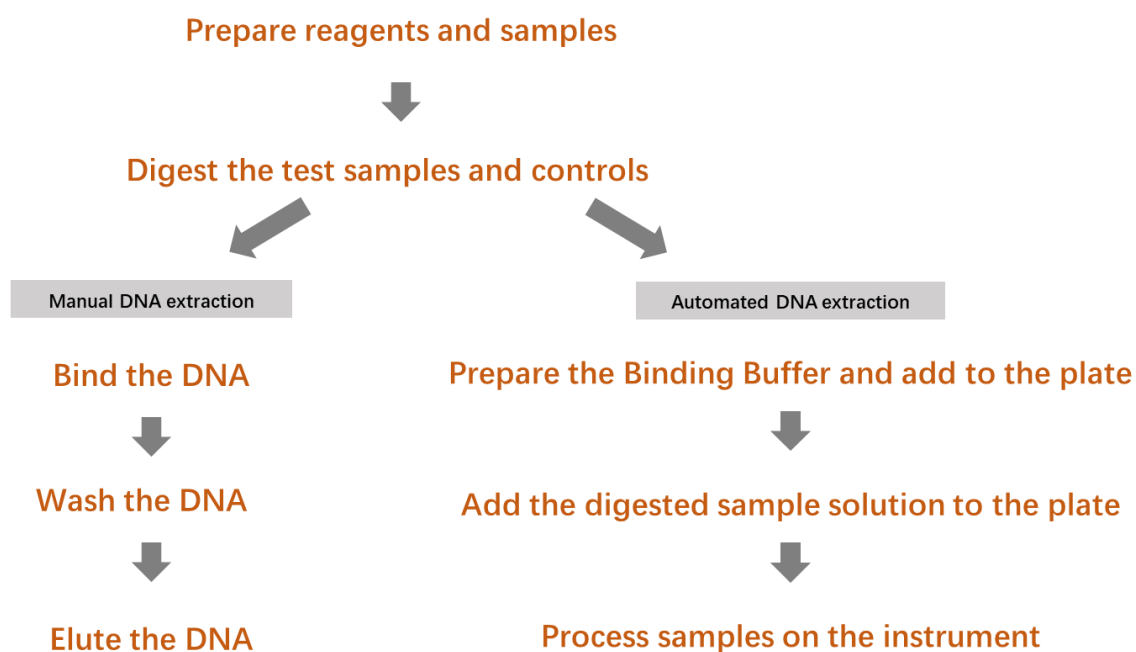 Prepare reagents and samples
Digest the test samples and controls
Manual DNA extraction
Bind the DNA
Wash the DNA
Elute the DNA
Automated DNA extraction
Prepare the Binding Buffer and add to the plate
Add the digested sample solution to the plate
Process samples on the instrument